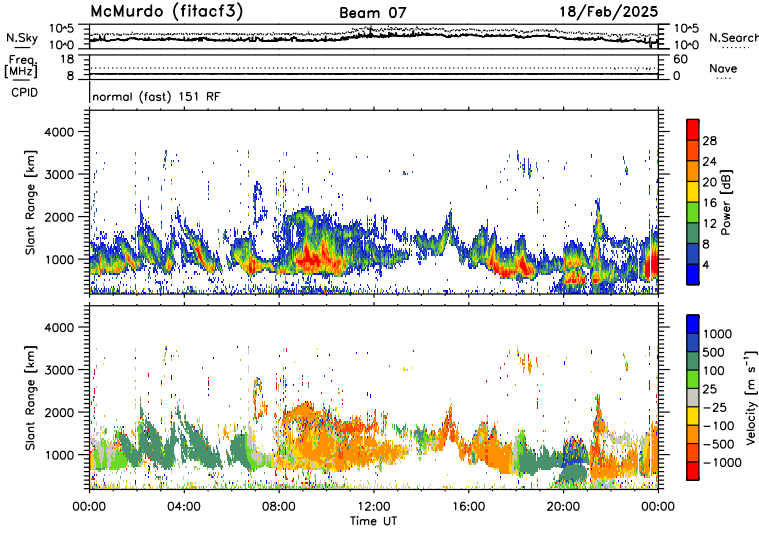 McMurdo (fitacf3) Beam 07 18/Feb/2025
N.Sky 10^5 10^0 10^5 10^0 N.Search
Freq. [MHz] 18 8 60 0 Nave
CPID normal (fast) 151 RF
Slant Range [km] 4000 3000 2000 1000
Power [dB] 28 24 20 16 12 8 4
Slant Range [km] 4000 3000 2000 1000
Velocity [m s⁻¹] 1000 500 100 25 −25 −100 −500 −1000
00:00 04:00 08:00 12:00 16:00 20:00 00:00
Time UT